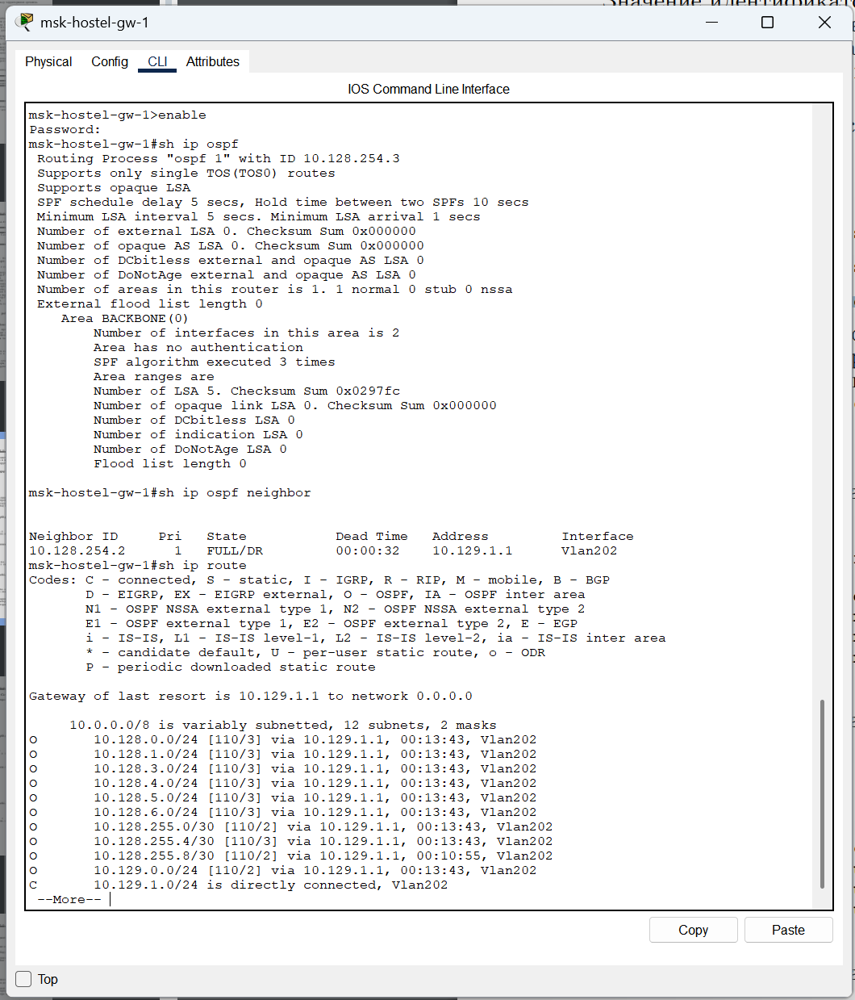 Значение идентификато
msk-hostel-gw-1
Physical Config CLI Attributes
IOS Command Line Interface
msk-hostel-gw-1>enable
Password:
msk-hostel-gw-1#sh ip ospf
Routing Process "ospf 1" with ID 10.128.254.3
Supports only single TOS(TOS0) routes
Supports opaque LSA
SPF schedule delay 5 secs, Hold time between two SPFs 10 secs
Minimum LSA interval 5 secs. Minimum LSA arrival 1 secs
Number of external LSA 0. Checksum Sum 0x000000
Number of opaque AS LSA 0. Checksum Sum 0x000000
Number of DCbitless external and opaque AS LSA 0
Number of DoNotAge external and opaque AS LSA 0
Number of areas in this router is 1. 1 normal 0 stub 0 nssa
External flood list length 0
Area BACKBONE(0)
Number of interfaces in this area is 2
Area has no authentication
SPF algorithm executed 3 times
Area ranges are
Number of LSA 5. Checksum Sum 0x0297fc
Number of opaque link LSA 0. Checksum Sum 0x000000
Number of DCbitless LSA 0
Number of indication LSA 0
Number of DoNotAge LSA 0
Flood list length 0
msk-hostel-gw-1#sh ip ospf neighbor
Neighbor ID Pri State Dead Time Address Interface
10.128.254.2 1 FULL/DR 00:00:32 10.129.1.1 Vlan202
msk-hostel-gw-1#sh ip route
Codes: C - connected, S - static, I - IGRP, R - RIP, M - mobile, B - BGP
D - EIGRP, EX - EIGRP external, O - OSPF, IA - OSPF inter area
N1 - OSPF NSSA external type 1, N2 - OSPF NSSA external type 2
E1 - OSPF external type 1, E2 - OSPF external type 2, E - EGP
i - IS-IS, L1 - IS-IS level-1, L2 - IS-IS level-2, ia - IS-IS inter area
* - candidate default, U - per-user static route, o - ODR
P - periodic downloaded static route
Gateway of last resort is 10.129.1.1 to network 0.0.0.0
10.0.0.0/8 is variably subnetted, 12 subnets, 2 masks
O 10.128.0.0/24 [110/3] via 10.129.1.1, 00:13:43, Vlan202
O 10.128.1.0/24 [110/3] via 10.129.1.1, 00:13:43, Vlan202
O 10.128.3.0/24 [110/3] via 10.129.1.1, 00:13:43, Vlan202
O 10.128.4.0/24 [110/3] via 10.129.1.1, 00:13:43, Vlan202
O 10.128.5.0/24 [110/3] via 10.129.1.1, 00:13:43, Vlan202
O 10.128.6.0/24 [110/3] via 10.129.1.1, 00:13:43, Vlan202
O 10.128.255.0/30 [110/2] via 10.129.1.1, 00:13:43, Vlan202
O 10.128.255.4/30 [110/3] via 10.129.1.1, 00:13:43, Vlan202
O 10.128.255.8/30 [110/2] via 10.129.1.1, 00:10:55, Vlan202
O 10.129.0.0/24 [110/2] via 10.129.1.1, 00:13:43, Vlan202
C 10.129.1.0/24 is directly connected, Vlan202
--More--
Copy Paste
Top